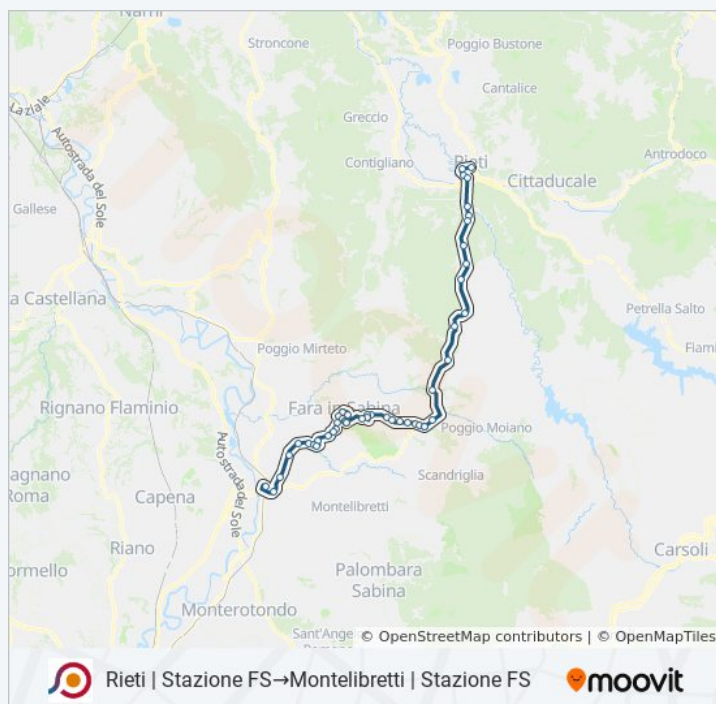 Narni
Stroncone
Poggio Bustone
Cantalice
Laziale
Greccio
Autostrada del Sole
Contigliano
Rieti
Antrodoco
Cittaducale
Gallese
a Castellana
Petrella Salto
Fiami
Poggio Mirteto
Rignano Flaminio
Fara in Sabina
Poggio Moiano
Autostrada del Sole
agnano
Roma
Capena
Scandriglia
Montelibretti
Riano
Carsoli
ormello
Palombara
Sabina
Monterotondo
Sant'Ange
© OpenStreetMap contributors | © OpenMapTiles
Rieti | Stazione FS→Montelibretti | Stazione FS
moovit